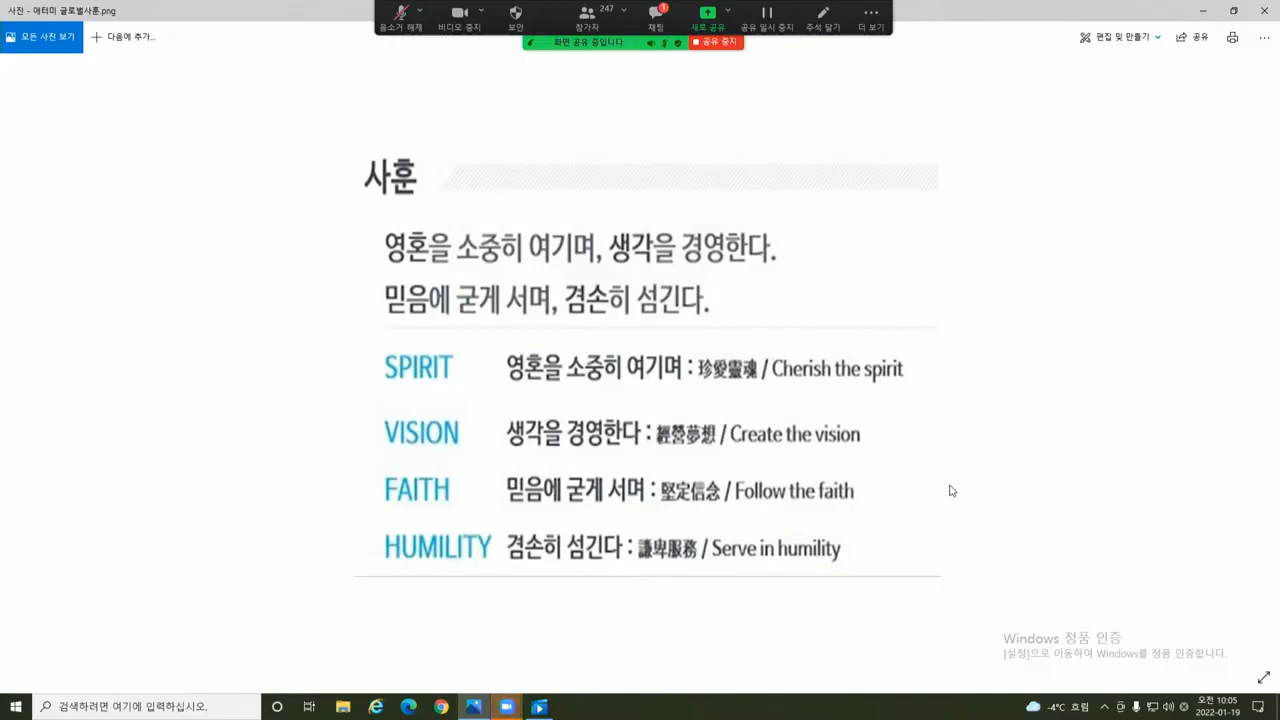 사진 - 애터미 글로벌사훈.png
음소거 해제 비디오 중지 보안 247 참가자 1 채팅 새로 공유 공유 일시 중지 주석 달기 더 보기
화면 공유 중입니다 공유 중지
모든 사진 보기 다음에 추가... 편집 및 만들기 공유
사훈
영혼을 소중히 여기며, 생각을 경영한다.
믿음에 굳게 서며, 겸손히 섬긴다.
SPIRIT 영혼을 소중히 여기며 : 珍愛靈魂 / Cherish the spirit
VISION 생각을 경영한다 : 經營夢想 / Create the vision
FAITH 믿음에 굳게 서며 : 堅定信念 / Follow the faith
HUMILITY 겸손히 섬긴다 : 謙卑服務 / Serve in humility
Windows 정품 인증
[설정]으로 이동하여 Windows를 정품 인증합니다.
검색하려면 여기에 입력하십시오. -4°C 흐림 오전 10:05
2022-01-19